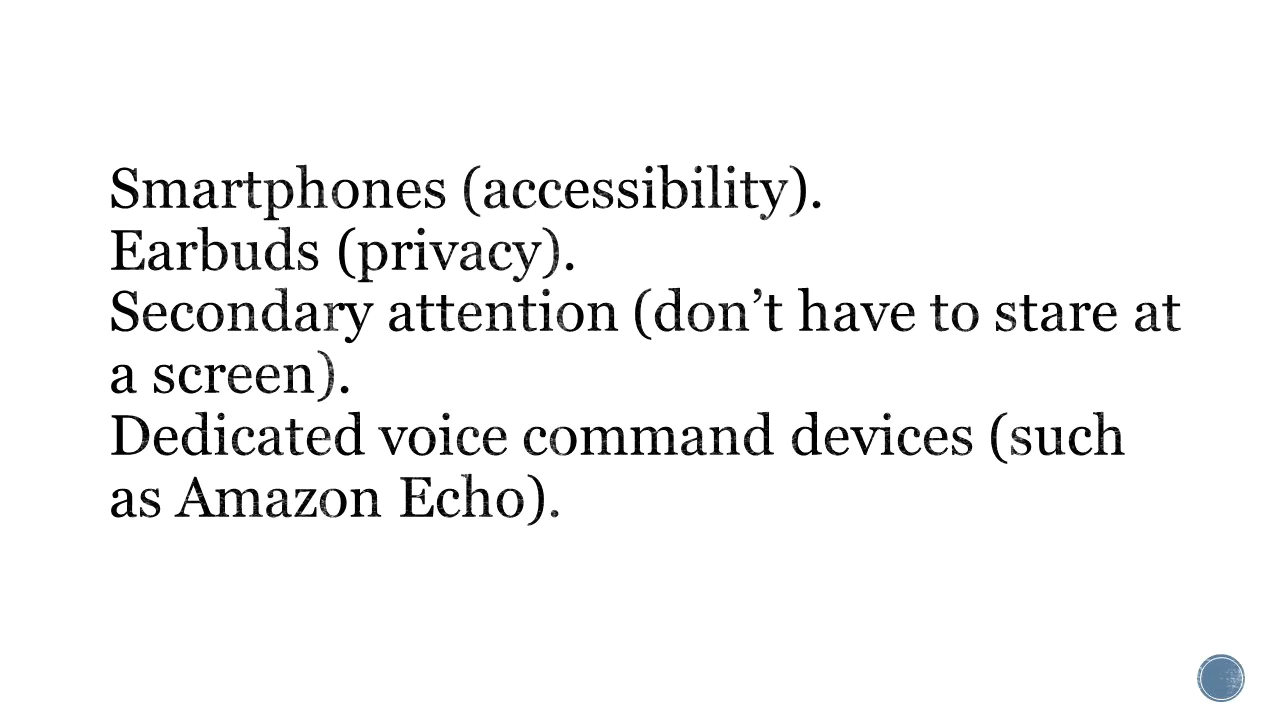 Smartphones (accessibility).
Earbuds (privacy).
Secondary attention (don’t have to stare at
a screen).
Dedicated voice command devices (such
as Amazon Echo).